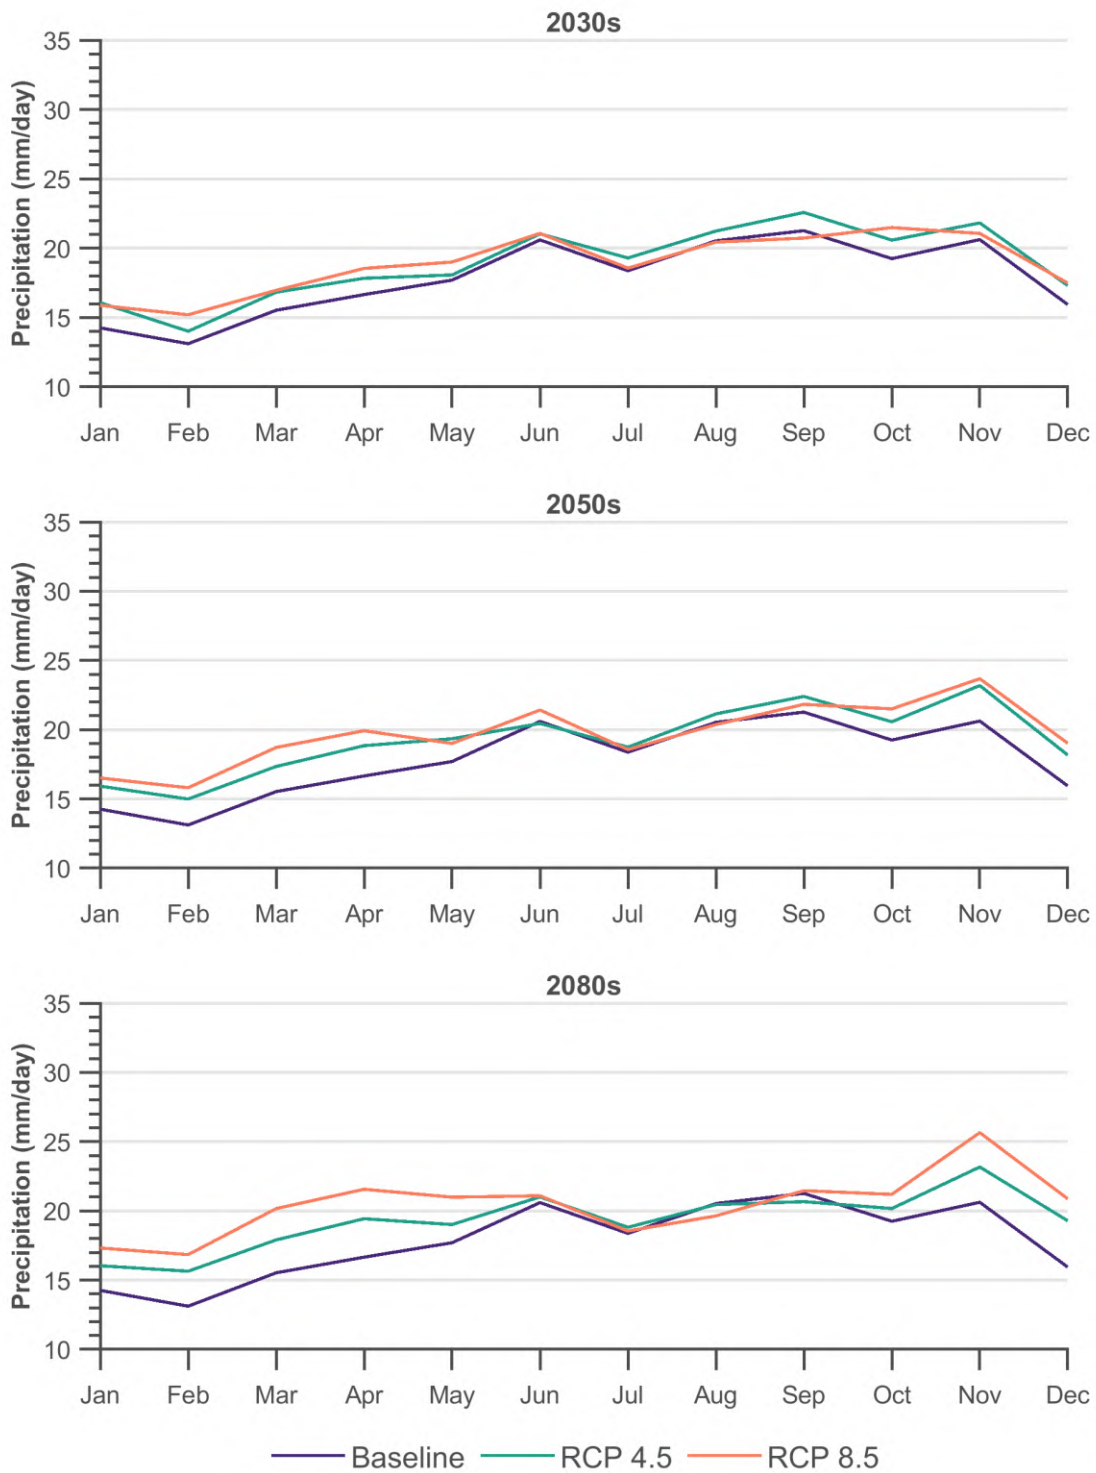 2030s
Precipitation (mm/day)
35
30
25
20
15
10
Jan Feb Mar Apr May Jun Jul Aug Sep Oct Nov Dec
2050s
Precipitation (mm/day)
35
30
25
20
15
10
Jan Feb Mar Apr May Jun Jul Aug Sep Oct Nov Dec
2080s
Precipitation (mm/day)
35
30
25
20
15
10
Jan Feb Mar Apr May Jun Jul Aug Sep Oct Nov Dec
Baseline RCP 4.5 RCP 8.5